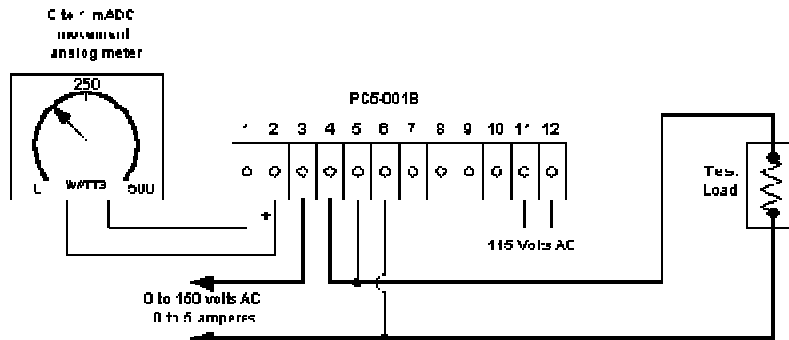 0 to 1 mADC
movement
analog meter
250
PC5-001B
1 2 3 4 5 6 7 8 9 10 11 12
Test
Load
WATTS
500
+
115 Volts AC
0 to 150 volts AC
0 to 5 amperes